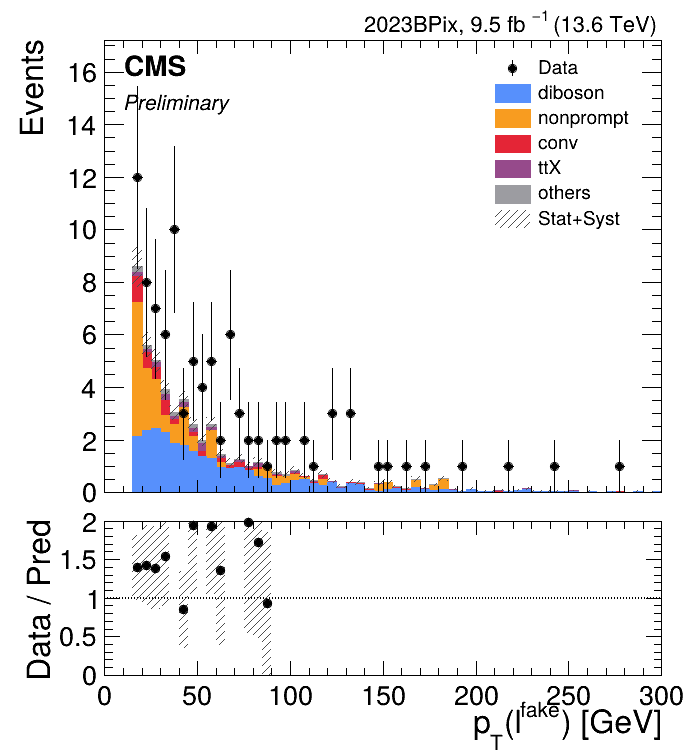 2023BPix, 9.5 fb⁻¹ (13.6 TeV)
CMS
Preliminary
Data
diboson
nonprompt
conv
ttX
others
Stat+Syst
Events
16
14
12
10
8
6
4
2
0
Data / Pred
2
1.5
1
0.5
0
0 50 100 150 200 250 300
p_T(l^fake) [GeV]